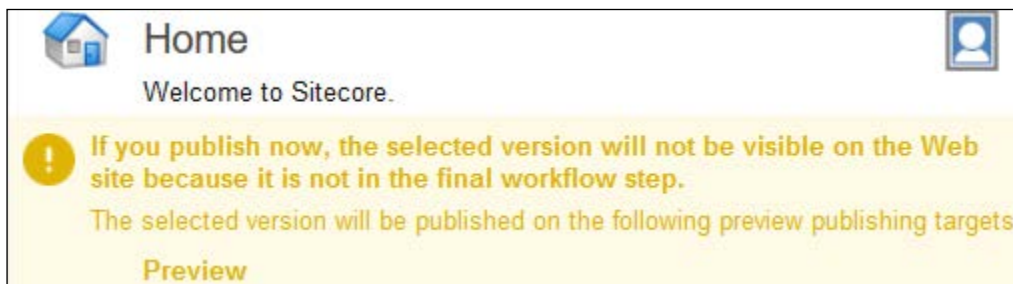 Home
Welcome to Sitecore.
If you publish now, the selected version will not be visible on the Web
site because it is not in the final workflow step.
The selected version will be published on the following preview publishing targets
Preview